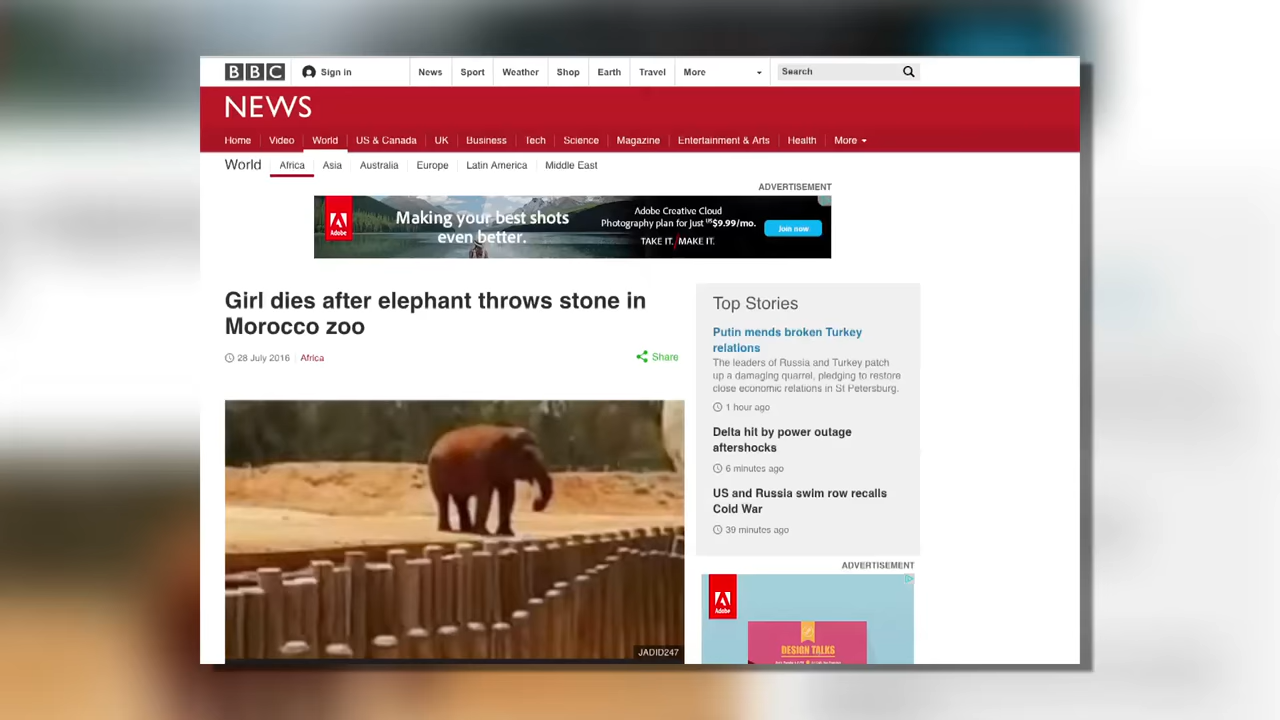 BBC
Sign in
News
Sport
Weather
Shop
Earth
Travel
More
Search
NEWS
Home
Video
World
US & Canada
UK
Business
Tech
Science
Magazine
Entertainment & Arts
Health
More
World
Africa
Asia
Australia
Europe
Latin America
Middle East
ADVERTISEMENT
Adobe
Making your best shots
even better.
Adobe Creative Cloud
Photography plan for just US$9.99/mo.
TAKE IT. / MAKE IT.
Join now
Girl dies after elephant throws stone in
Morocco zoo
28 July 2016
Africa
Share
JADID247
Top Stories
Putin mends broken Turkey
relations
The leaders of Russia and Turkey patch
up a damaging quarrel, pledging to restore
close economic relations in St Petersburg.
1 hour ago
Delta hit by power outage
aftershocks
6 minutes ago
US and Russia swim row recalls
Cold War
39 minutes ago
ADVERTISEMENT
Adobe
DESIGN TALKS